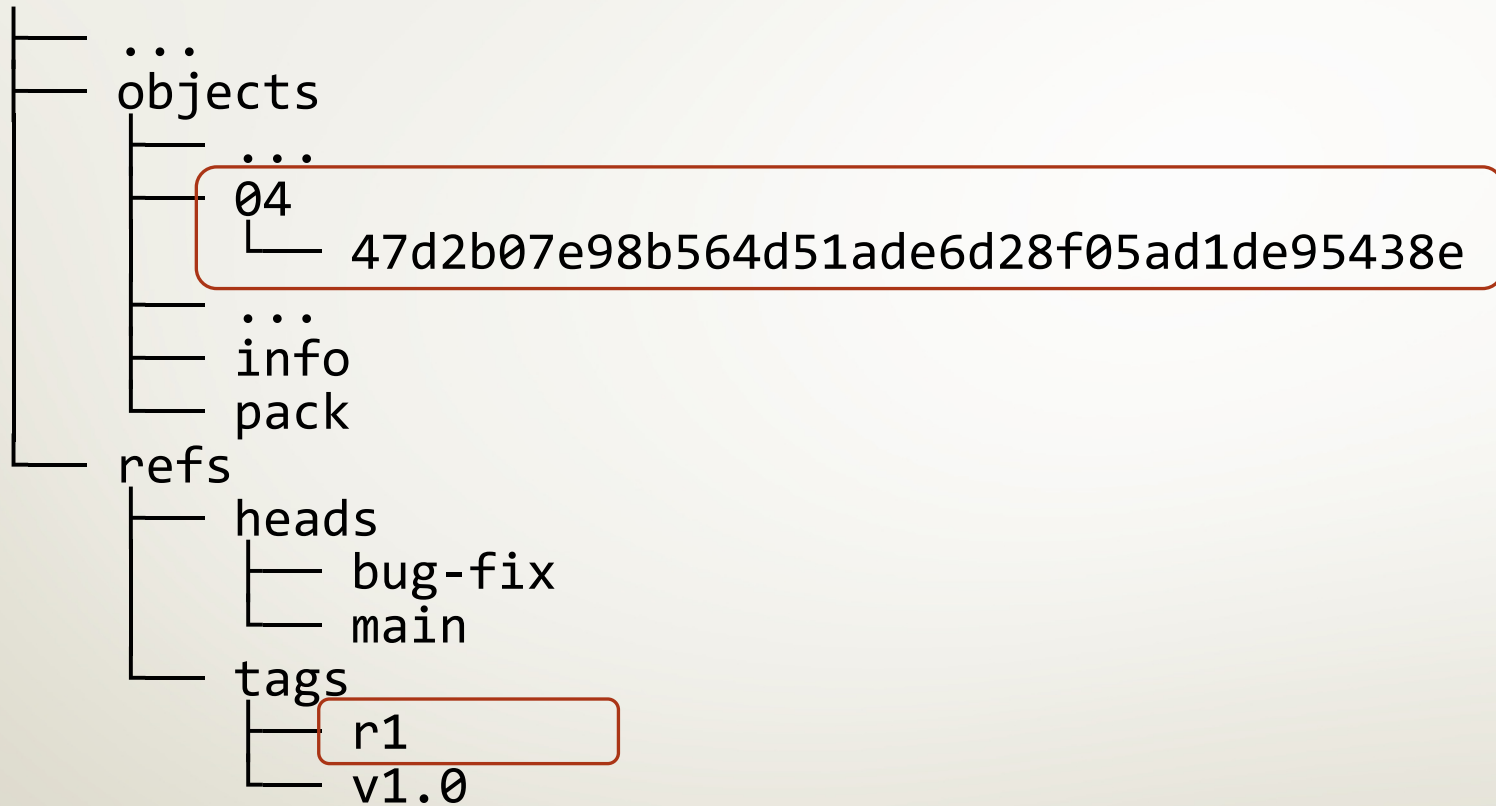 ...
objects
...
04
47d2b07e98b564d51ade6d28f05ad1de95438e
...
info
pack
refs
heads
bug-fix
main
tags
r1
v1.0